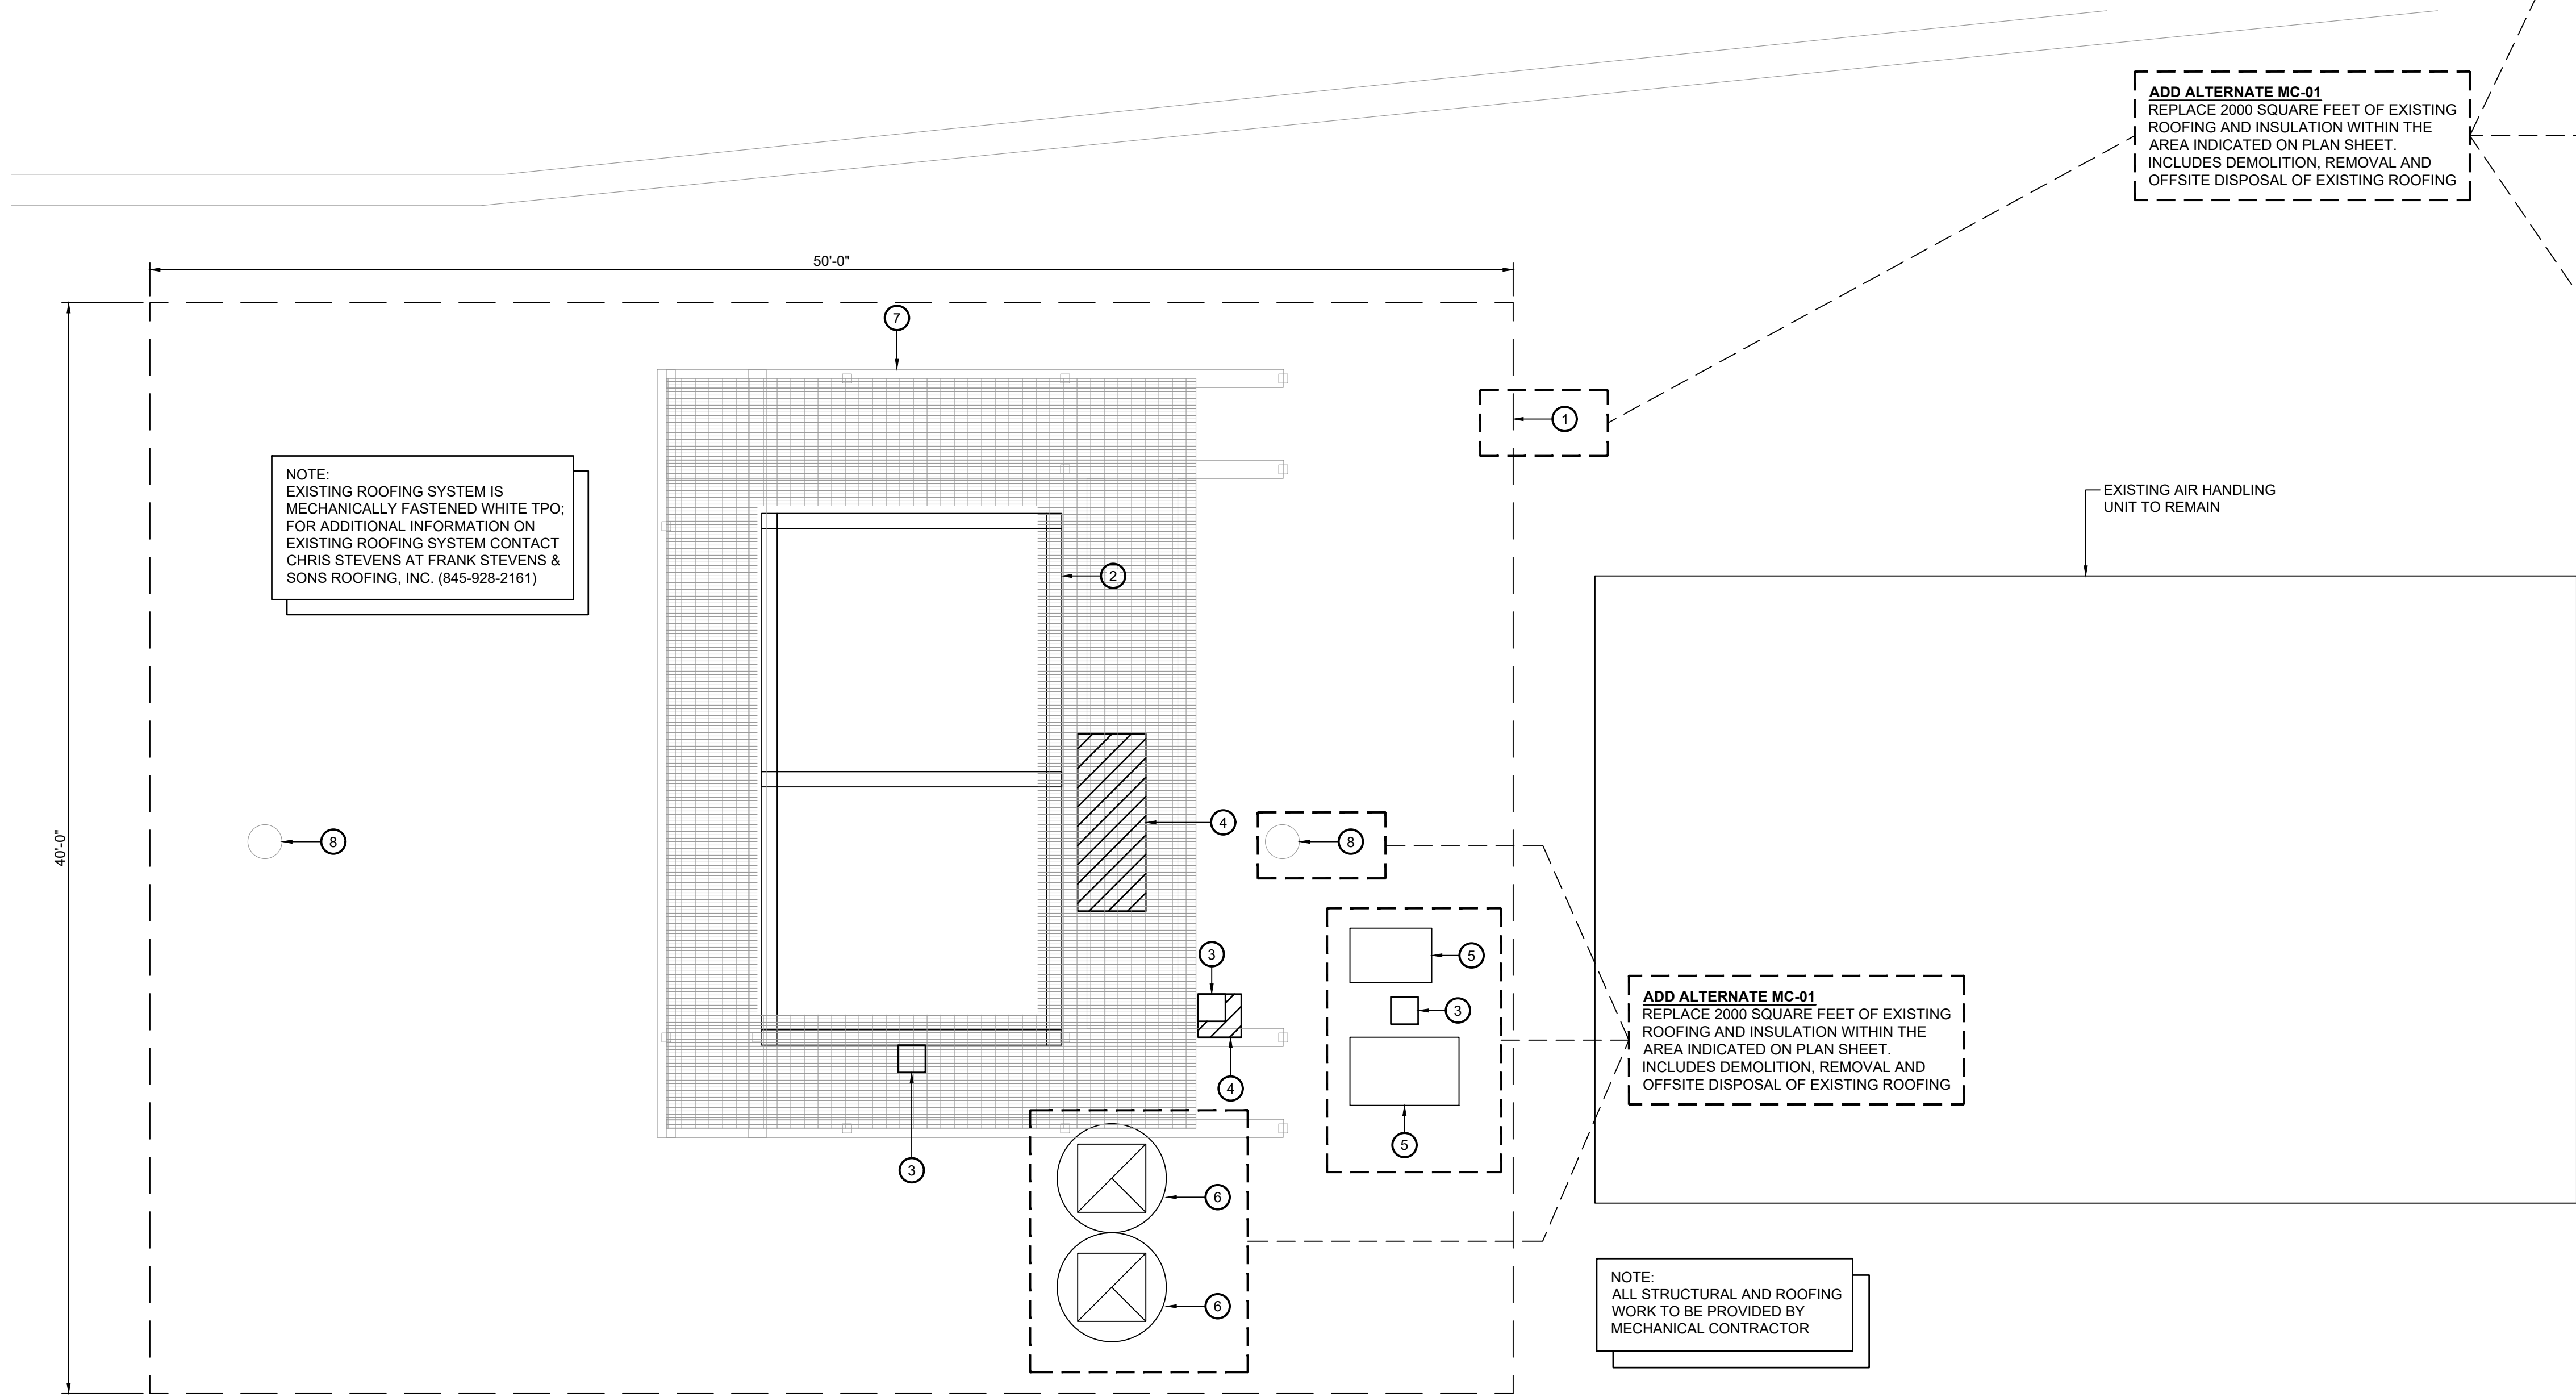 ADD ALTERNATE MC-01
REPLACE 2000 SQUARE FEET OF EXISTING
ROOFING AND INSULATION WITHIN THE
AREA INDICATED ON PLAN SHEET.
INCLUDES DEMOLITION, REMOVAL AND
OFFSITE DISPOSAL OF EXISTING ROOFING
50'-0"
7
1
NOTE:
EXISTING ROOFING SYSTEM IS
MECHANICALLY FASTENED WHITE TPO;
FOR ADDITIONAL INFORMATION ON
EXISTING ROOFING SYSTEM CONTACT
CHRIS STEVENS AT FRANK STEVENS &
SONS ROOFING, INC. (845-928-2161)
EXISTING AIR HANDLING
UNIT TO REMAIN
2
4
40'-0"
8
8
3
5
3
ADD ALTERNATE MC-01
REPLACE 2000 SQUARE FEET OF EXISTING
ROOFING AND INSULATION WITHIN THE
AREA INDICATED ON PLAN SHEET.
INCLUDES DEMOLITION, REMOVAL AND
OFFSITE DISPOSAL OF EXISTING ROOFING
4
5
3
6
6
NOTE:
ALL STRUCTURAL AND ROOFING
WORK TO BE PROVIDED BY
MECHANICAL CONTRACTOR